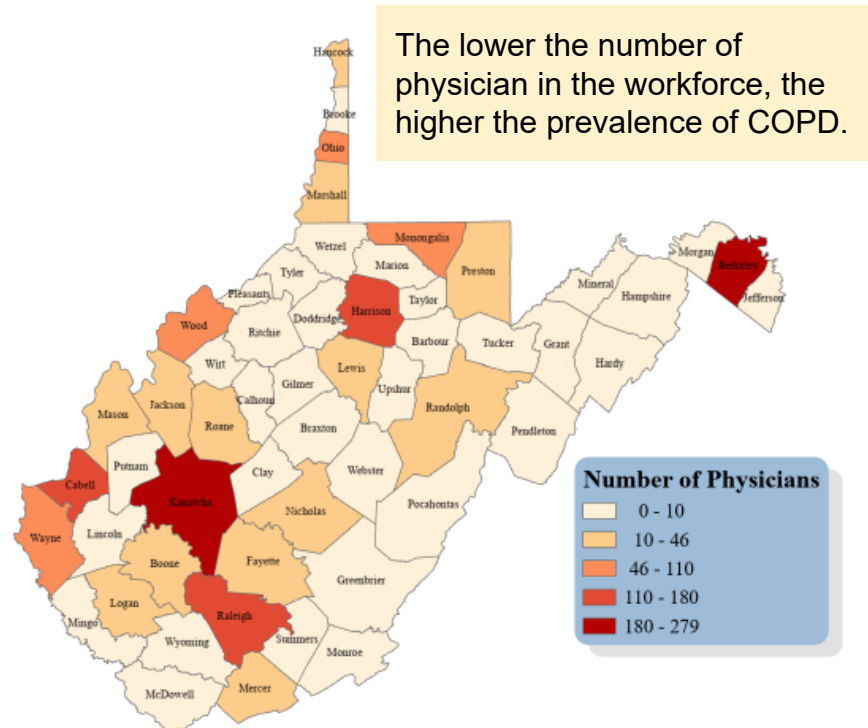 The lower the number of
physician in the workforce, the
higher the prevalence of COPD.
Hancock
Brooke
Ohio
Marshall
Wetzel
Monongalia
Marion
Preston
Morgan
Berkeley
Jefferson
Tyler
Pleasants
Doddridge
Harrison
Taylor
Mineral
Hampshire
Wood
Ritchie
Barbour
Tucker
Grant
Hardy
Wirt
Lewis
Upshur
Gilmer
Calhoun
Randolph
Mason
Jackson
Roane
Braxton
Pendleton
Webster
Putnam
Clay
Cabell
Kanawha
Nicholas
Pocahontas
Wayne
Lincoln
Boone
Fayette
Greenbrier
Logan
Raleigh
Mingo
Wyoming
Summers
Monroe
McDowell
Mercer
Number of Physicians
0 - 10
10 - 46
46 - 110
110 - 180
180 - 279